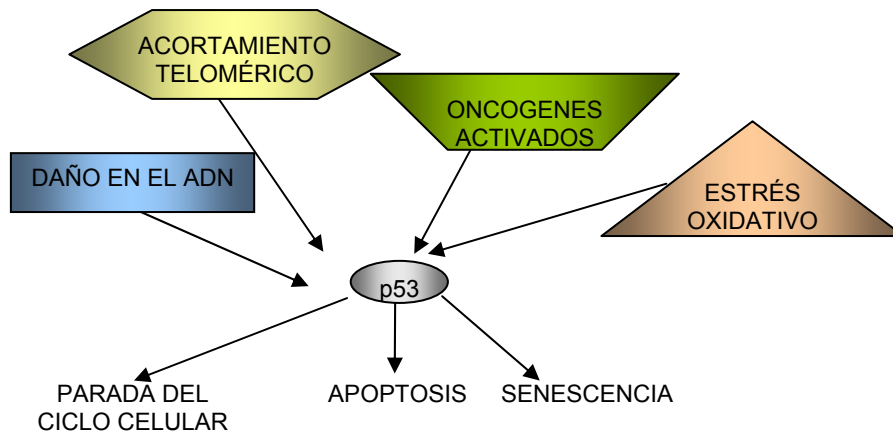 ACORTAMIENTO
TELOMÉRICO
ONCOGENES
ACTIVADOS
DAÑO EN EL ADN
ESTRÉS
OXIDATIVO
p53
PARADA DEL
CICLO CELULAR
APOPTOSIS
SENESCENCIA